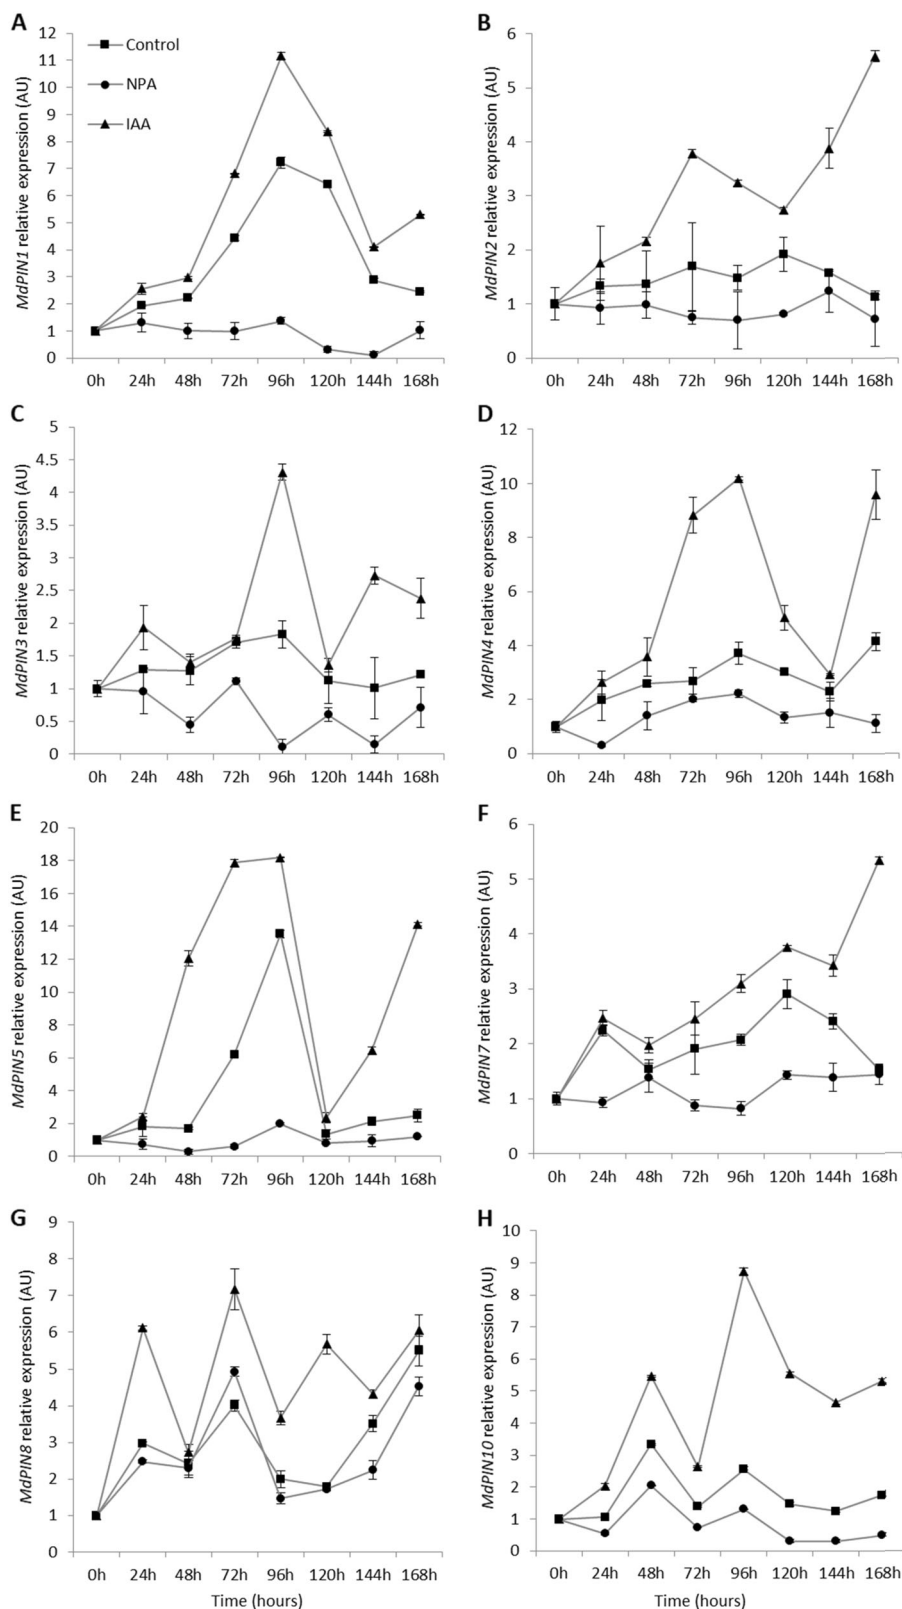 A
MdPIN1 relative expression (AU)
12
11
10
9
8
7
6
5
4
3
2
1
0
Control
NPA
IAA
0h 24h 48h 72h 96h 120h 144h 168h
B
MdPIN2 relative expression (AU)
6
5
4
3
2
1
0
0h 24h 48h 72h 96h 120h 144h 168h
C
MdPIN3 relative expression (AU)
5
4.5
4
3.5
3
2.5
2
1.5
1
0.5
0
0h 24h 48h 72h 96h 120h 144h 168h
D
MdPIN4 relative expression (AU)
12
10
8
6
4
2
0
0h 24h 48h 72h 96h 120h 144h 168h
E
MdPIN5 relative expression (AU)
20
18
16
14
12
10
8
6
4
2
0
0h 24h 48h 72h 96h 120h 144h 168h
F
MdPIN7 relative expression (AU)
6
5
4
3
2
1
0
0h 24h 48h 72h 96h 120h 144h 168h
G
MdPIN8 relative expression (AU)
9
8
7
6
5
4
3
2
1
0
0h 24h 48h 72h 96h 120h 144h 168h
Time (hours)
H
MdPIN10 relative expression (AU)
10
9
8
7
6
5
4
3
2
1
0
0h 24h 48h 72h 96h 120h 144h 168h
Time (hours)